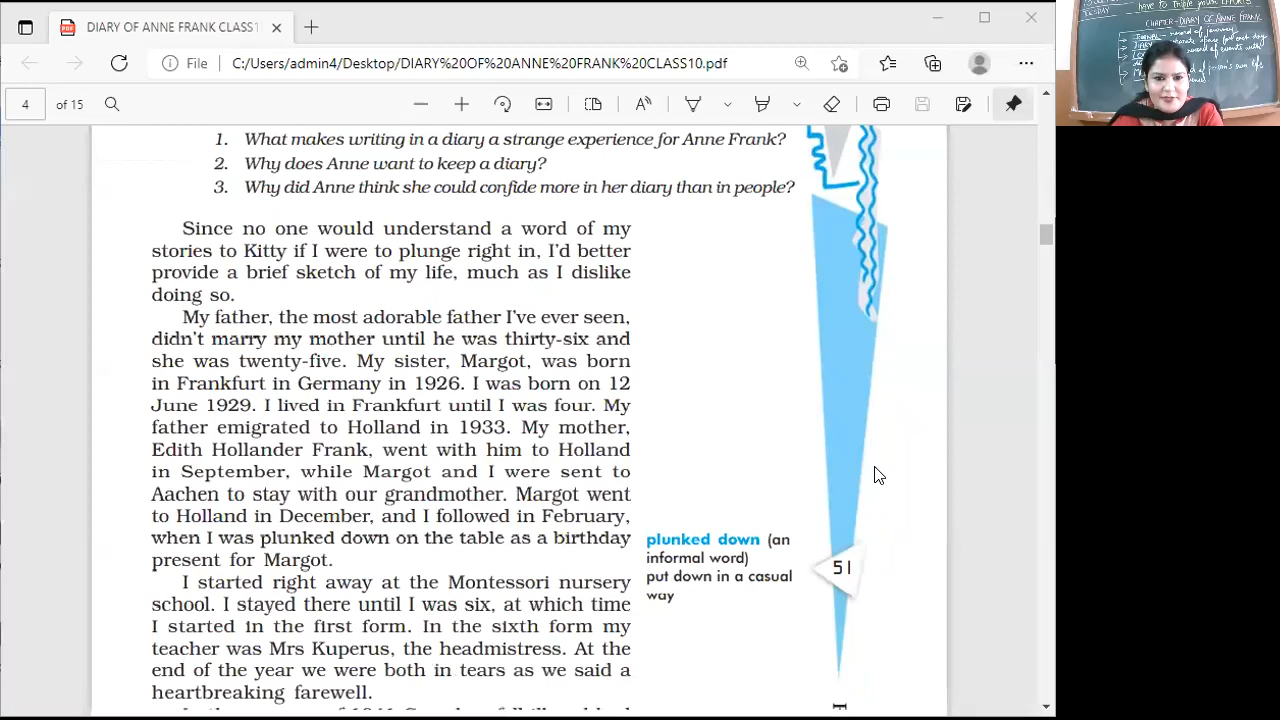 DIARY OF ANNE FRANK CLASS1
File
C:/Users/admin4/Desktop/DIARY%20OF%20ANNE%20FRANK%20CLASS10.pdf
4 of 15
1. What makes writing in a diary a strange experience for Anne Frank?
2. Why does Anne want to keep a diary?
3. Why did Anne think she could confide more in her diary than in people?
Since no one would understand a word of my
stories to Kitty if I were to plunge right in, I'd better
provide a brief sketch of my life, much as I dislike
doing so.
My father, the most adorable father I've ever seen,
didn't marry my mother until he was thirty-six and
she was twenty-five. My sister, Margot, was born
in Frankfurt in Germany in 1926. I was born on 12
June 1929. I lived in Frankfurt until I was four. My
father emigrated to Holland in 1933. My mother,
Edith Hollander Frank, went with him to Holland
in September, while Margot and I were sent to
Aachen to stay with our grandmother. Margot went
to Holland in December, and I followed in February,
when I was plunked down on the table as a birthday
present for Margot.
I started right away at the Montessori nursery
school. I stayed there until I was six, at which time
I started in the first form. In the sixth form my
teacher was Mrs Kuperus, the headmistress. At the
end of the year we were both in tears as we said a
heartbreaking farewell.
plunked down (an
informal word)
put down in a casual
way
51
have to triple your EFFORTS
CHAPTER-DIARY OF ANNE FRANK